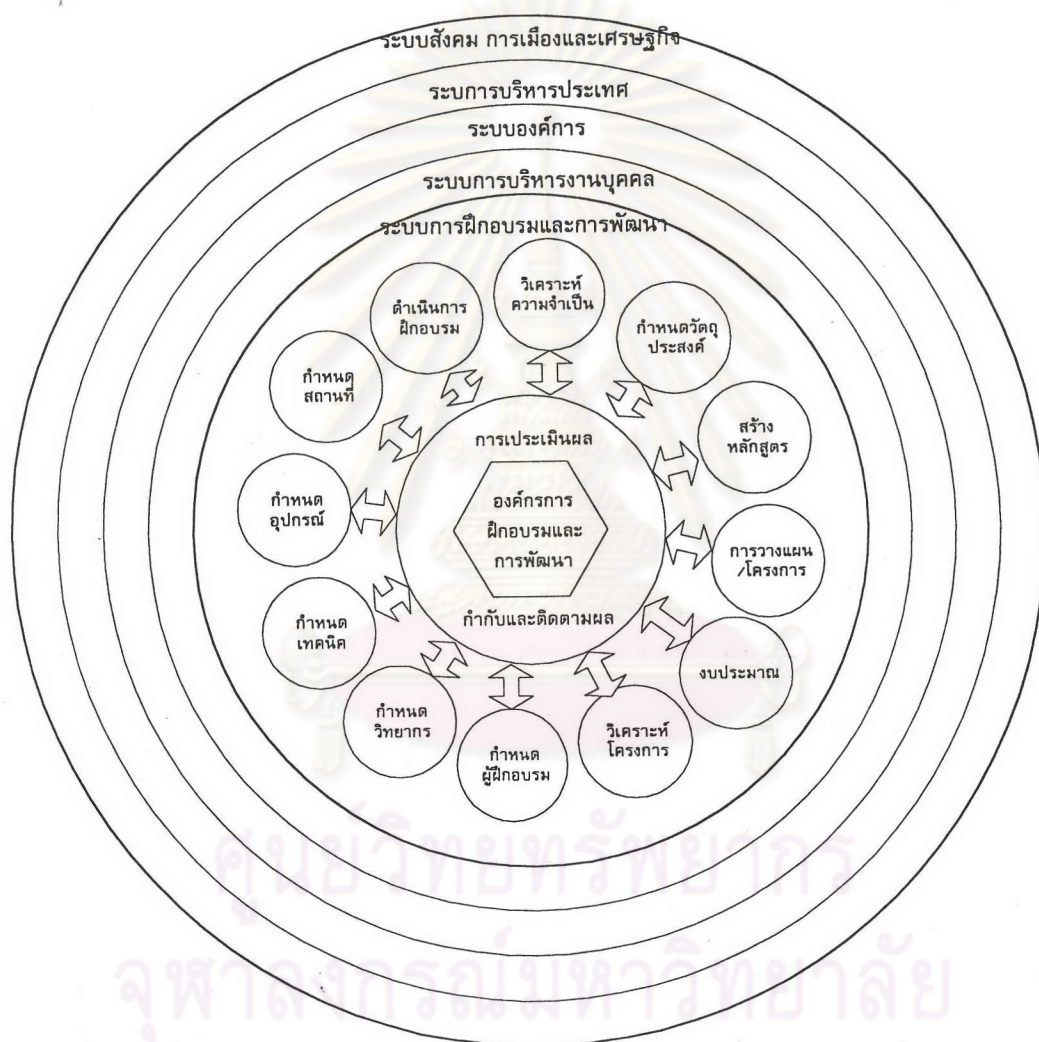 ระบบสังคม การเมืองและเศรษฐกิจ
ระบการบริหารประเทศ
ระบบองค์การ
ระบบการบริหารงานบุคคล
ระบบการฝึกอบรมและการพัฒนา
วิเคราะห์
ความจำเป็น
กำหนดวัตถุ
ประสงค์
สร้าง
หลักสูตร
การวางแผน
/โครงการ
งบประมาณ
วิเคราะห์
โครงการ
กำหนด
ผู้ฝึกอบรม
กำหนด
วิทยากร
กำหนด
เทคนิค
กำหนด
อุปกรณ์
กำหนด
สถานที่
ดำเนินการ
ฝึกอบรม
การเประเมินผล
องค์กรการ
ฝึกอบรมและ
การพัฒนา
กำกับและติดตามผล
ศูนย์วิทยทรัพยากร
จุฬาลงกรณ์มหาวิทยาลัย